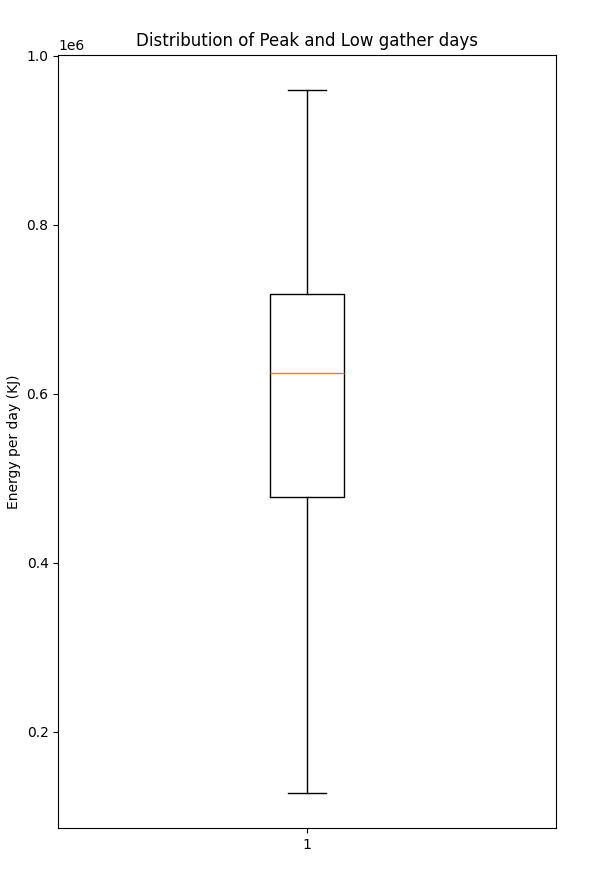 Distribution of Peak and Low gather days
1e6
1.0
0.8
0.6
0.4
0.2
Energy per day (KJ)
1